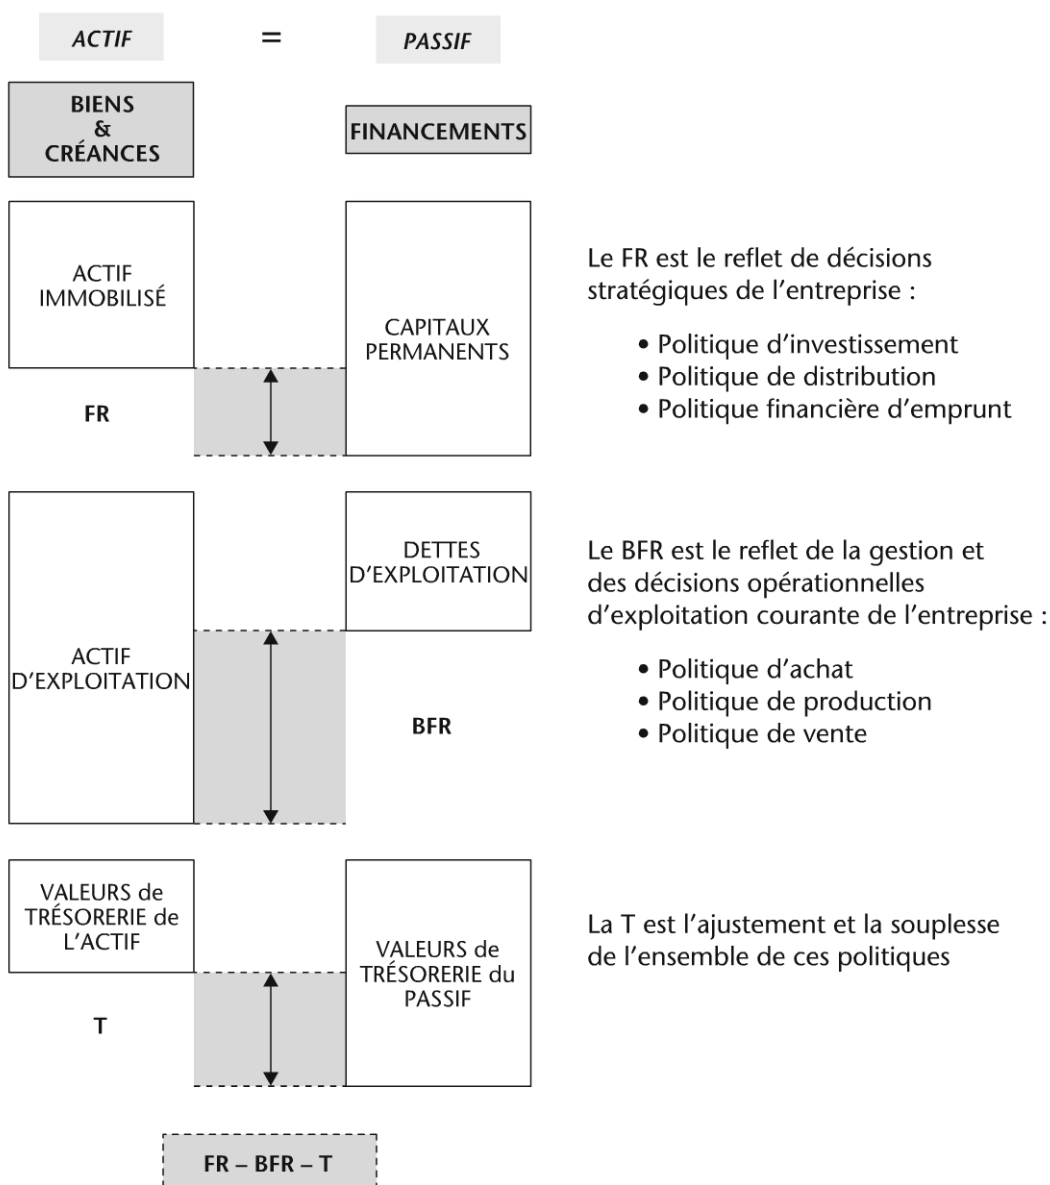 ACTIF = PASSIF
BIENS
&
CRÉANCES
FINANCEMENTS
ACTIF
IMMOBILISÉ
CAPITAUX
PERMANENTS
FR
Le FR est le reflet de décisions
stratégiques de l'entreprise :
• Politique d'investissement
• Politique de distribution
• Politique financière d'emprunt
DETTES
D'EXPLOITATION
ACTIF
D'EXPLOITATION
BFR
Le BFR est le reflet de la gestion et
des décisions opérationnelles
d'exploitation courante de l'entreprise :
• Politique d'achat
• Politique de production
• Politique de vente
VALEURS de
TRÉSORERIE de
L'ACTIF
T
VALEURS de
TRÉSORERIE du
PASSIF
La T est l'ajustement et la souplesse
de l'ensemble de ces politiques
FR – BFR – T